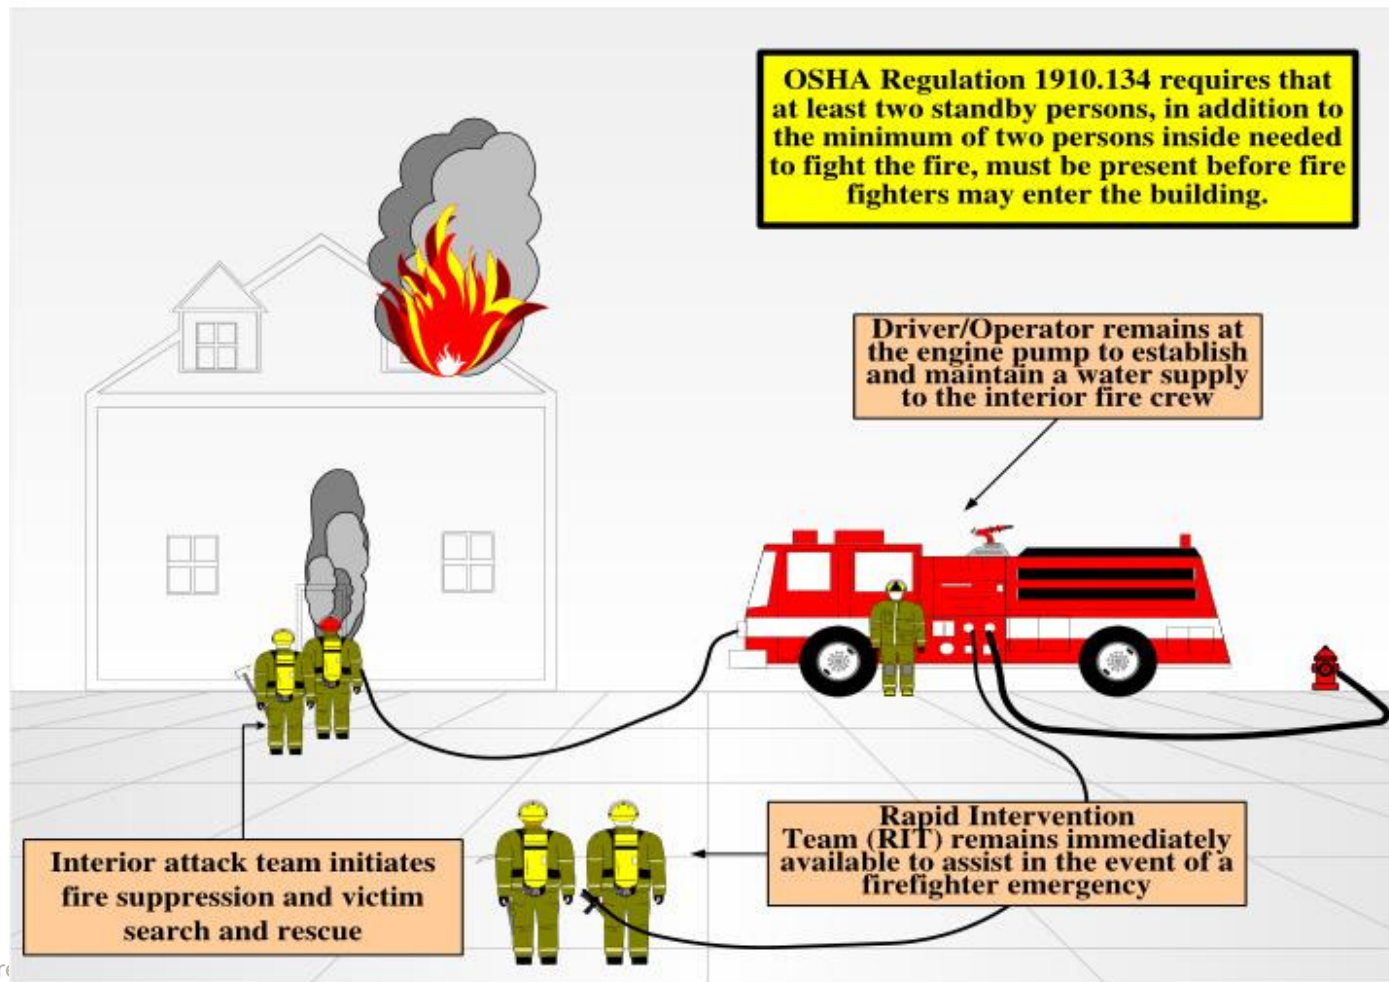 OSHA Regulation 1910.134 requires that
at least two standby persons, in addition to
the minimum of two persons inside needed
to fight the fire, must be present before fire
fighters may enter the building.
Driver/Operator remains at
the engine pump to establish
and maintain a water supply
to the interior fire crew
Interior attack team initiates
fire suppression and victim
search and rescue
Rapid Intervention
Team (RIT) remains immediately
available to assist in the event of a
firefighter emergency